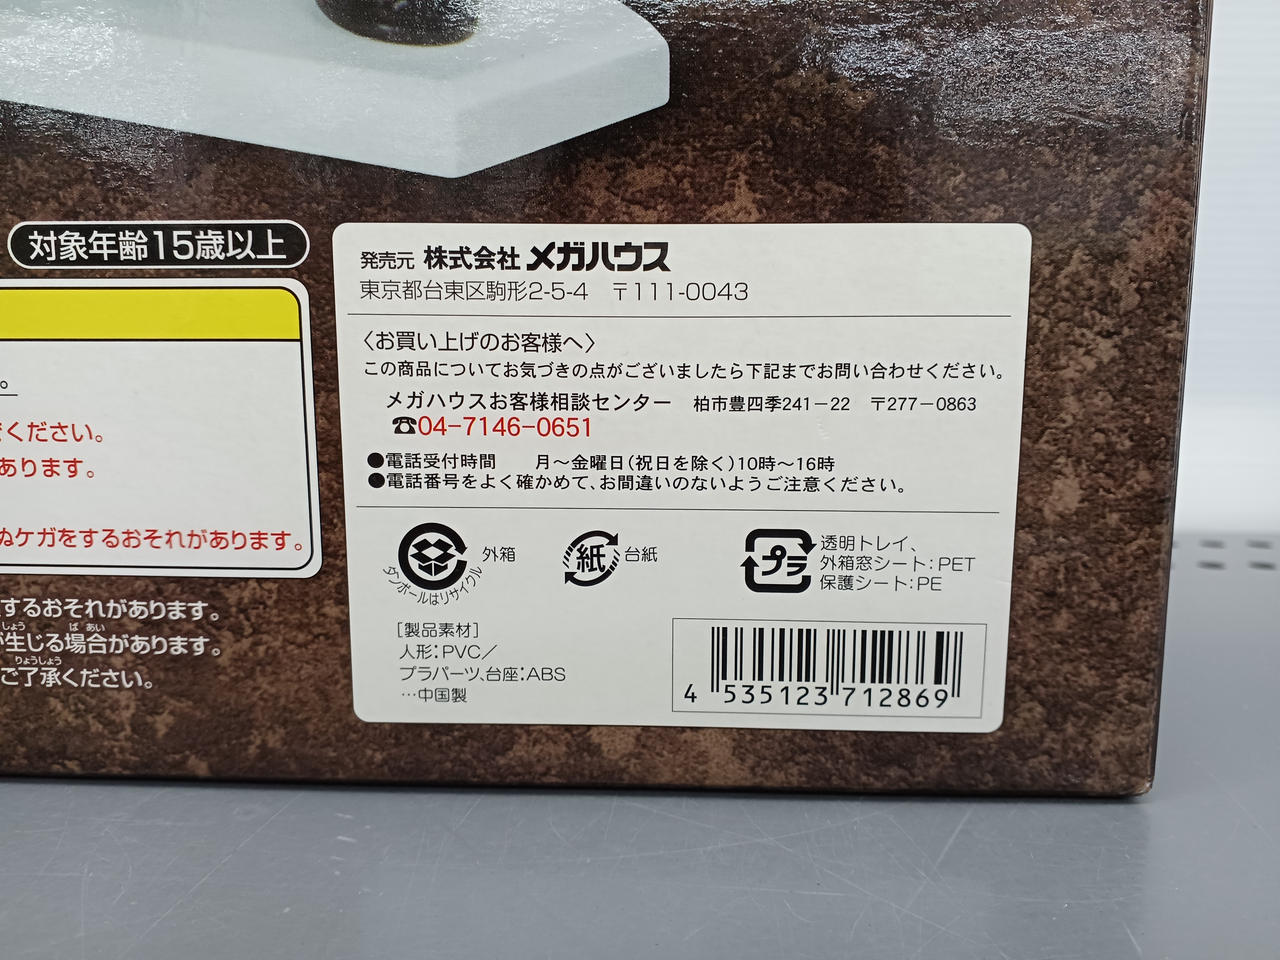 対象年齢15歳以上
。
ください。
あります。
ぬケガをするおそれがあります。
するおそれがあります。
が生じる場合があります。
ご了承ください。
発売元 株式会社 メガハウス
東京都台東区駒形2-5-4 〒111-0043
〈お買い上げのお客様へ〉
この商品についてお気づきの点がございましたら下記までお問い合わせください。
メガハウスお客様相談センター 柏市豊四季241－22 〒277－0863
☎04-7146-0651
●電話受付時間 月～金曜日(祝日を除く)10時～16時
●電話番号をよく確かめて、お間違いのないようご注意ください。
ダンボールはリサイクル
外箱
紙
台紙
プラ
透明トレイ、
外箱窓シート:PET
保護シート:PE
[製品素材]
人形:PVC／
プラパーツ、台座:ABS
…中国製
4 535123 712869